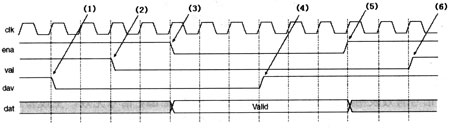 (1) (2) (3) (4) (5) (6)
clk
ena
val
dav
dat Valid